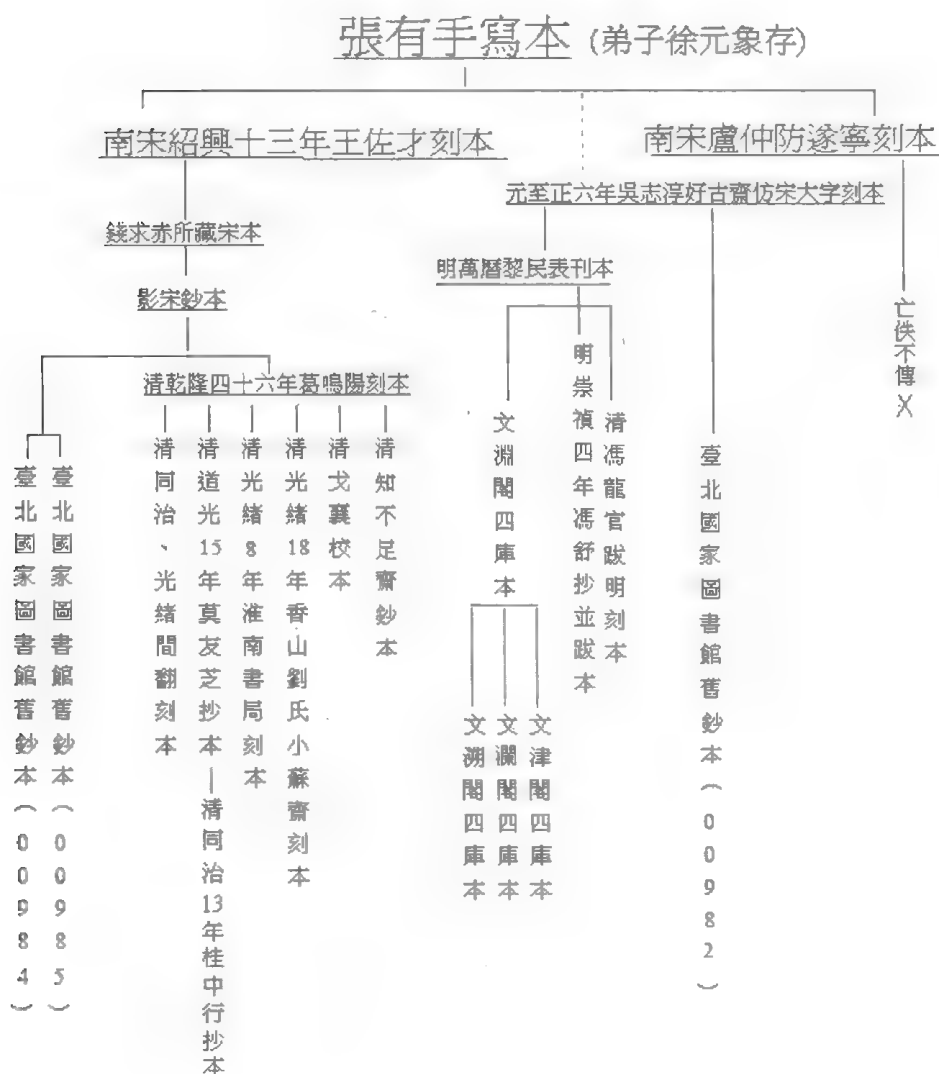 張有手寫本 (弟子徐元象存)
南宋紹興十三年王佐才刻本
南宋盧仲防遂寧刻本
元至正六年吳志淳好古齋仿宋大字刻本
錢求赤所藏宋本
明萬曆黎民表刊本
影宋鈔本
亡佚不傳X
清乾隆四十六年葛鳴陽刻本
臺北國家圖書館舊鈔本(00984)
臺北國家圖書館舊鈔本(00985)
清同治、光緒間翻刻本
清道光15年莫友芝抄本—清同治13年桂中行抄本
清光緒8年淮南書局刻本
清光緒18年香山劉氏小蘇齋刻本
清戈襄校本
清知不足齋鈔本
文淵閣四庫本
明崇禎四年馮舒抄並跋本
清馮龍官跋明刻本
文溯閣四庫本
文瀾閣四庫本
文津閣四庫本
臺北國家圖書館舊鈔本(00982)